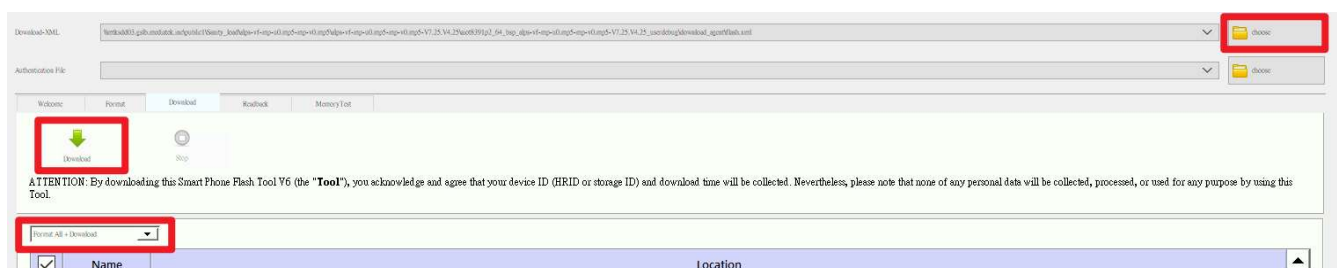 Download-XML
choose
Authentication File
choose
Welcome Format Download Readback MemoryTest
Download Stop
ATTENTION: By downloading this Smart Phone Flash Tool V6 (the "Tool"), you acknowledge and agree that your device ID (HRID or storage ID) and download time will be collected. Nevertheless, please note that none of any personal data will be collected, processed, or used for any purpose by using this
Tool.
Format All + Download
Name Location